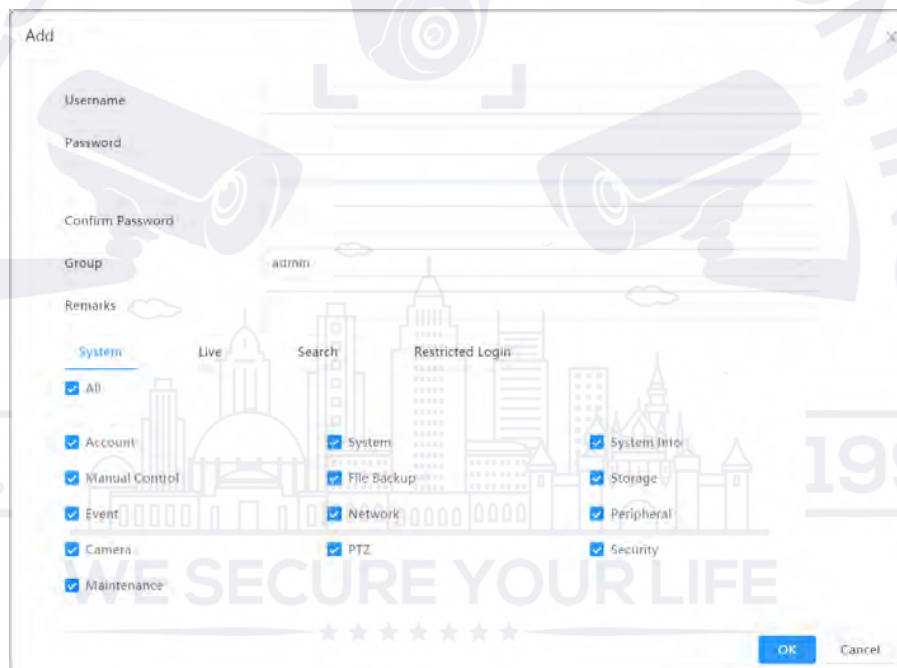 Add
Username
Password
Confirm Password
Group admin
Remarks
System Live Search Restricted Login
All
Account System System Info
Manual Control File Backup Storage
Event Network Peripheral
Camera PTZ Security
Maintenance
WE SECURE YOUR LIFE
OK Cancel